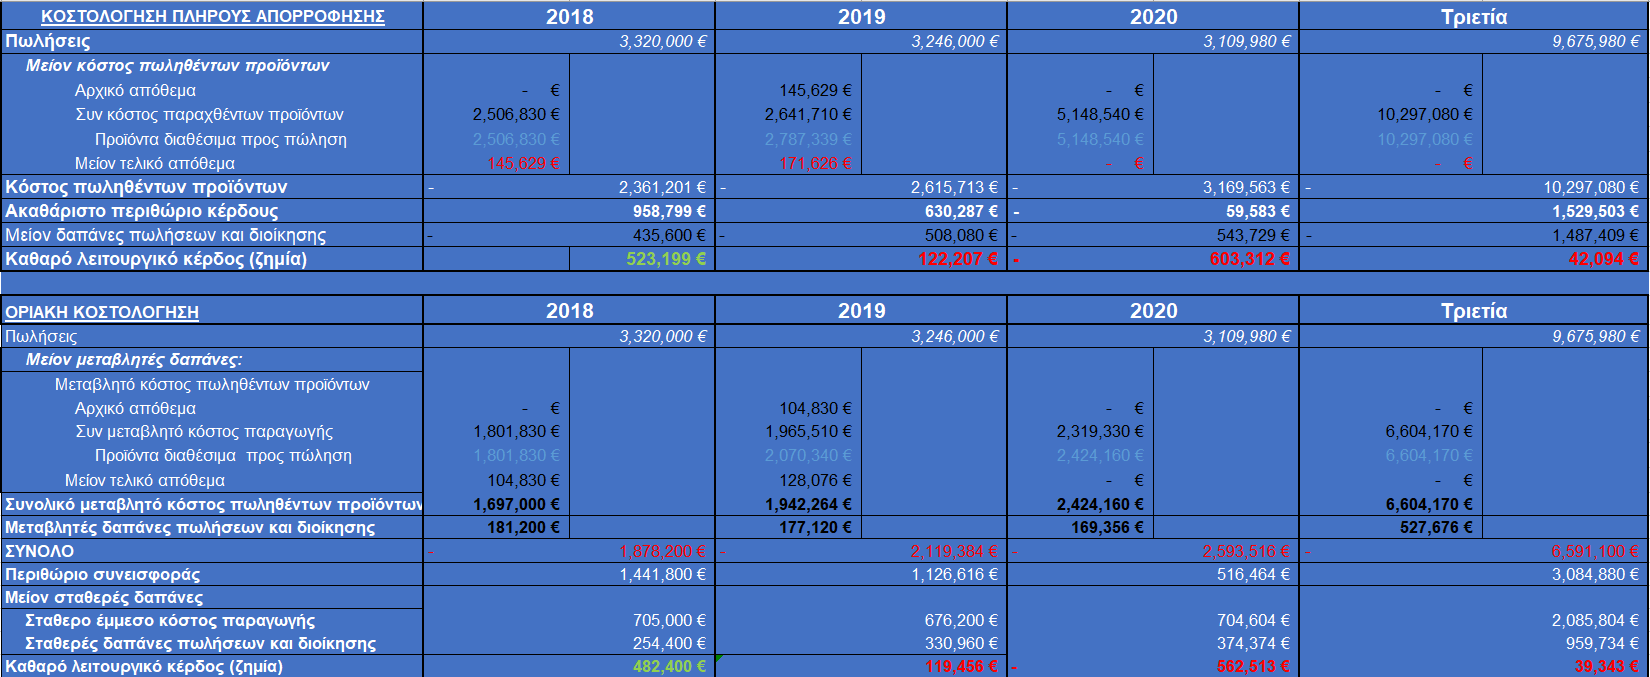 ΚΟΣΤΟΛΟΓΗΣΗ ΠΛΗΡΟΥΣ ΑΠΟΡΡΟΦΗΣΗΣ 2018 2019 2020 Τριετία
Πωλήσεις 3,320,000 € 3,246,000 € 3,109,980 € 9,675,980 €
Μείον κόστος πωληθέντων προϊόντων
Αρχικό απόθεμα - € 145,629 € - € - €
Συν κόστος παραχθέντων προϊόντων 2,506,830 € 2,641,710 € 5,148,540 € 10,297,080 €
Προϊόντα διαθέσιμα προς πώληση 2,506,830 € 2,787,339 € 5,148,540 € 10,297,080 €
Μείον τελικό απόθεμα 145,629 € 171,626 € - € - €
Κόστος πωληθέντων προϊόντων - 2,361,201 € - 2,615,713 € - 3,169,563 € - 10,297,080 €
Ακαθάριστο περιθώριο κέρδους 958,799 € 630,287 € - 59,583 € 1,529,503 €
Μείον δαπάνες πωλήσεων και διοίκησης - 435,600 € - 508,080 € - 543,729 € - 1,487,409 €
Καθαρό λειτουργικό κέρδος (ζημία) 523,199 € 122,207 € - 603,312 € 42,094 €
ΟΡΙΑΚΗ ΚΟΣΤΟΛΟΓΗΣΗ 2018 2019 2020 Τριετία
Πωλήσεις 3,320,000 € 3,246,000 € 3,109,980 € 9,675,980 €
Μείον μεταβλητές δαπάνες:
Μεταβλητό κόστος πωληθέντων προϊόντων
Αρχικό απόθεμα - € 104,830 € - € - €
Συν μεταβλητό κόστος παραγωγής 1,801,830 € 1,965,510 € 2,319,330 € 6,604,170 €
Προϊόντα διαθέσιμα προς πώληση 1,801,830 € 2,070,340 € 2,424,160 € 6,604,170 €
Μείον τελικό απόθεμα 104,830 € 128,076 € - € - €
Συνολικό μεταβλητό κόστος πωληθέντων προϊόντων 1,697,000 € 1,942,264 € 2,424,160 € 6,604,170 €
Μεταβλητές δαπάνες πωλήσεων και διοίκησης 181,200 € 177,120 € 169,356 € 527,676 €
ΣΥΝΟΛΟ - 1,878,200 € - 2,119,384 € - 2,593,516 € - 6,591,100 €
Περιθώριο συνεισφοράς 1,441,800 € 1,126,616 € 516,464 € 3,084,880 €
Μείον σταθερές δαπάνες
Σταθερο έμμεσο κόστος παραγωγής 705,000 € 676,200 € 704,604 € 2,085,804 €
Σταθερές δαπάνες πωλήσεων και διοίκησης 254,400 € 330,960 € 374,374 € 959,734 €
Καθαρό λειτουργικό κέρδος (ζημία) 482,400 € 119,456 € - 562,513 € 39,343 €